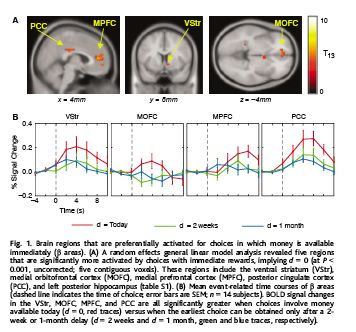 A
PCC MPFC VStr MOFC
10
T13
0
x = 4mm y = 8mm z = −4mm
B
VStr MOFC MPFC PCC
% Signal Change
0.4
0.2
0.0
−0.2
−4 0 4 8
Time (s)
d = Today d = 2 weeks d = 1 month
Fig. 1. Brain regions that are preferentially activated for choices in which money is available
immediately (β areas). (A) A random effects general linear model analysis revealed five regions
that are significantly more activated by choices with immediate rewards, implying d = 0 (at P <
0.001, uncorrected; five contiguous voxels). These regions include the ventral striatum (VStr),
medial orbitofrontal cortex (MOFC), medial prefrontal cortex (MPFC), posterior cingulate cortex
(PCC), and left posterior hippocampus (table S1). (B) Mean event-related time courses of β areas
(dashed line indicates the time of choice; error bars are SEM; n = 14 subjects). BOLD signal changes
in the VStr, MOFC, MPFC, and PCC are all significantly greater when choices involve money
available today (d = 0, red traces) versus when the earliest choice can be obtained only after a 2-
week or 1-month delay (d = 2 weeks and d = 1 month, green and blue traces, respectively).